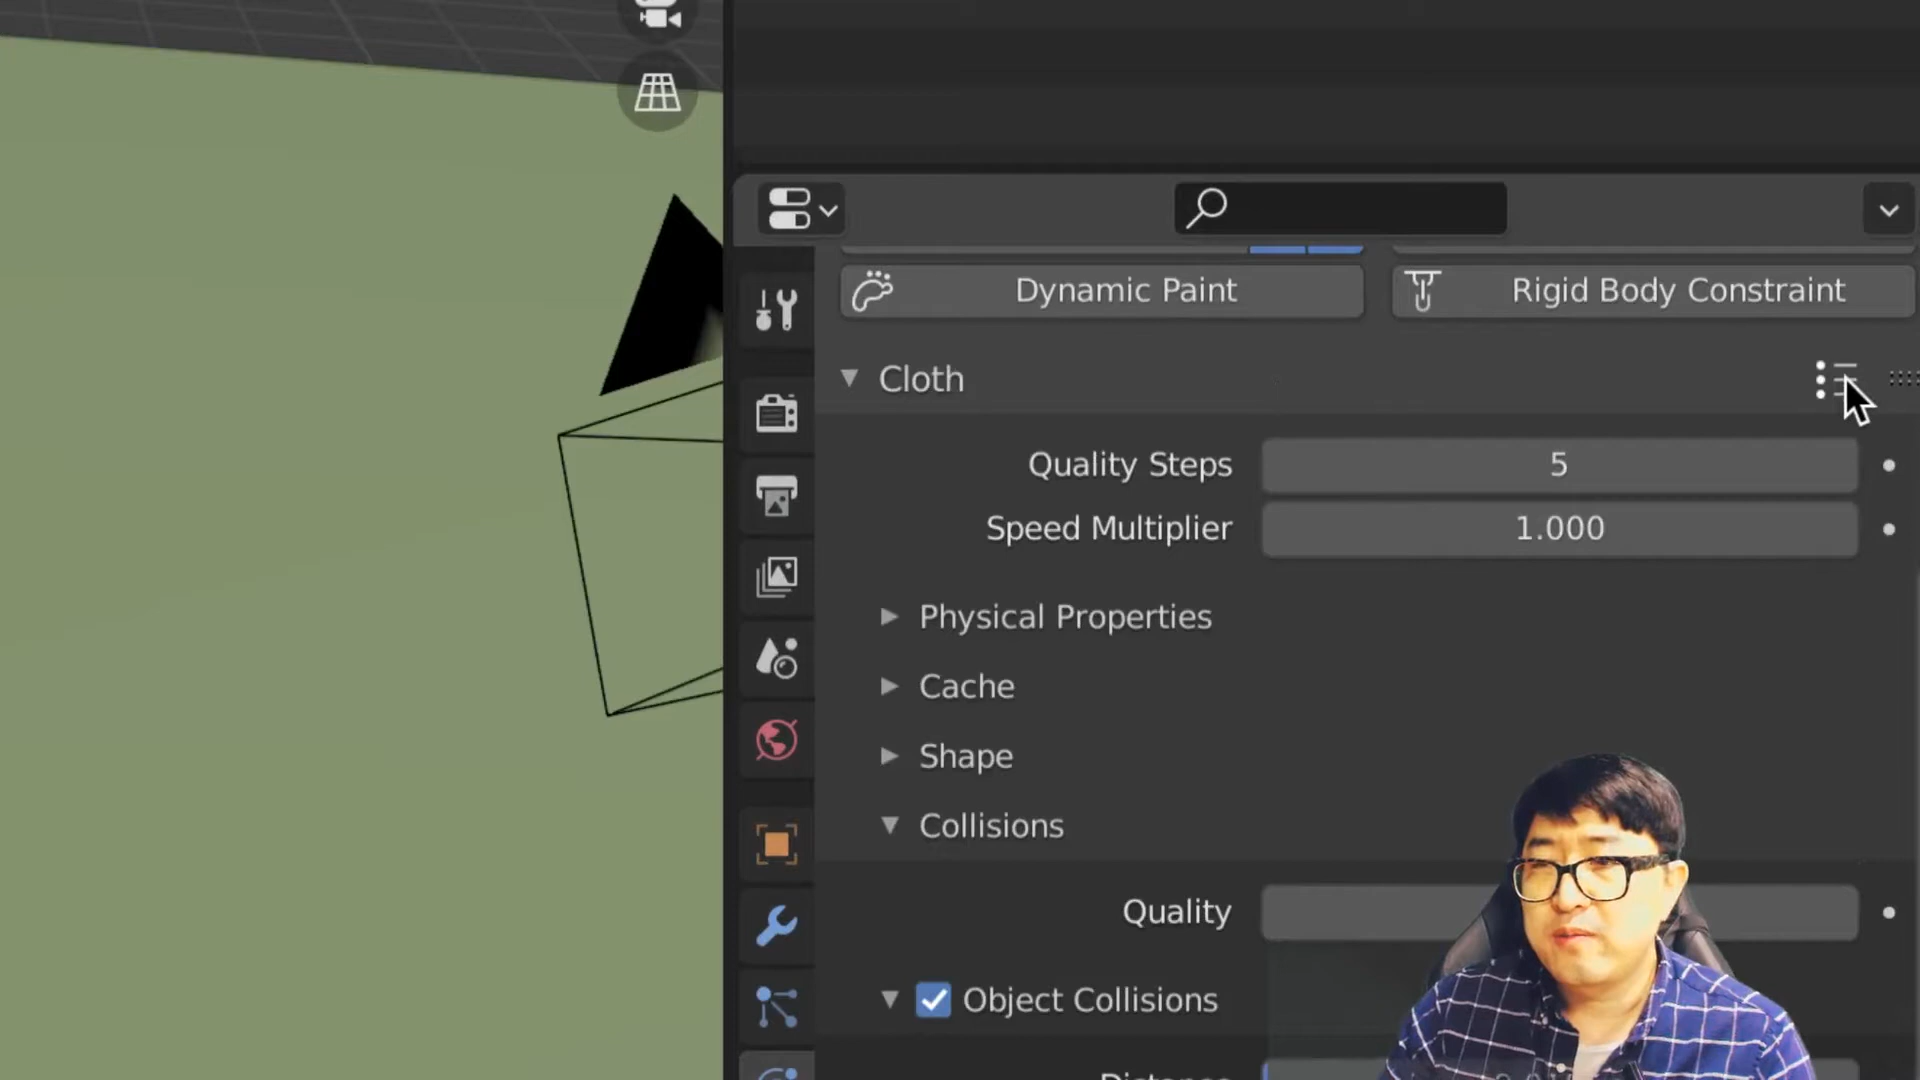 Dynamic Paint
Rigid Body Constraint
Cloth
Quality Steps 5
Speed Multiplier 1.000
Physical Properties
Cache
Shape
Collisions
Quality
Object Collisions